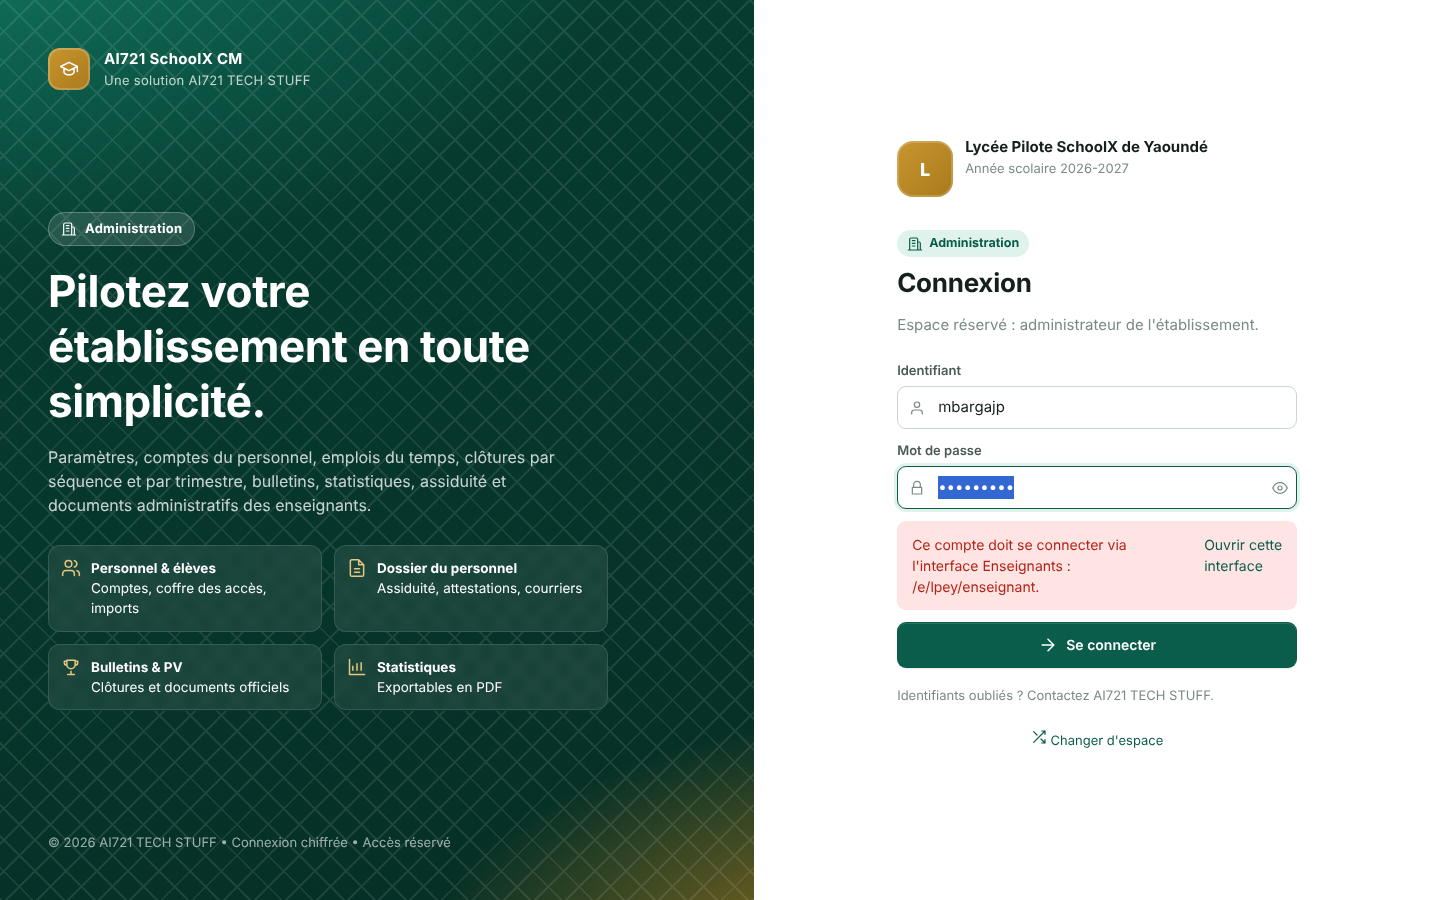 AI721 SchoolX CM
Une solution AI721 TECH STUFF
Administration
Pilotez votre
établissement en toute
simplicité.
Paramètres, comptes du personnel, emplois du temps, clôtures par
séquence et par trimestre, bulletins, statistiques, assiduité et
documents administratifs des enseignants.
Personnel & élèves
Comptes, coffre des accès,
imports
Dossier du personnel
Assiduité, attestations, courriers
Bulletins & PV
Clôtures et documents officiels
Statistiques
Exportables en PDF
© 2026 AI721 TECH STUFF • Connexion chiffrée • Accès réservé
L
Lycée Pilote SchoolX de Yaoundé
Année scolaire 2026-2027
Administration
Connexion
Espace réservé : administrateur de l'établissement.
Identifiant
mbargajp
Mot de passe
•••••••••
Ce compte doit se connecter via
l'interface Enseignants :
/e/lpey/enseignant.
Ouvrir cette
interface
Se connecter
Identifiants oubliés ? Contactez AI721 TECH STUFF.
Changer d'espace